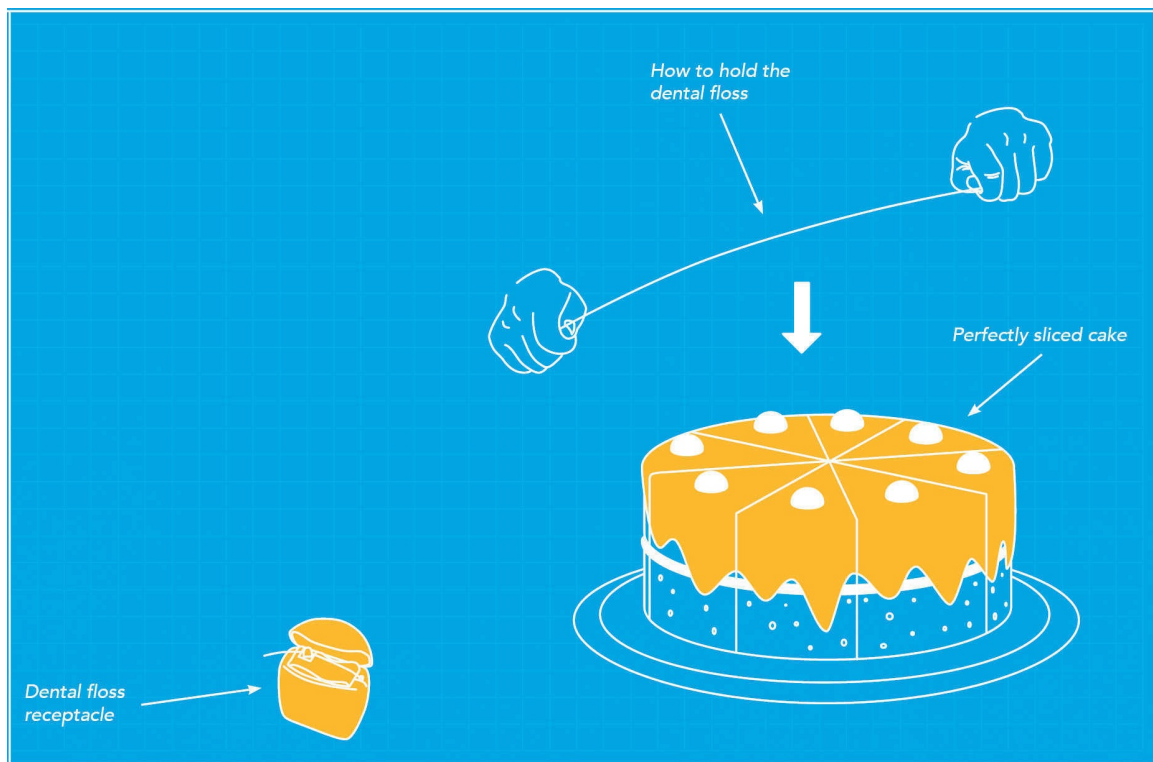 How to hold the
dental floss
Perfectly sliced cake
Dental floss
receptacle